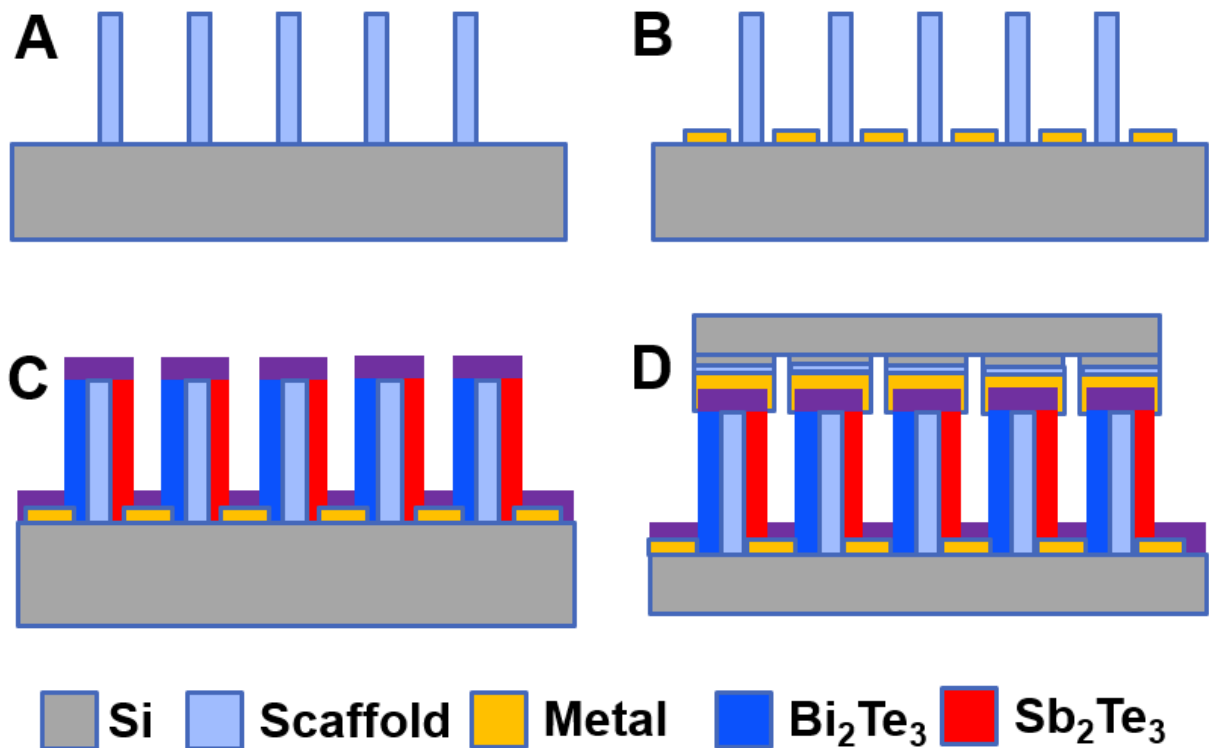 A
B
C
D
Si
Scaffold
Metal
Bi₂Te₃
Sb₂Te₃